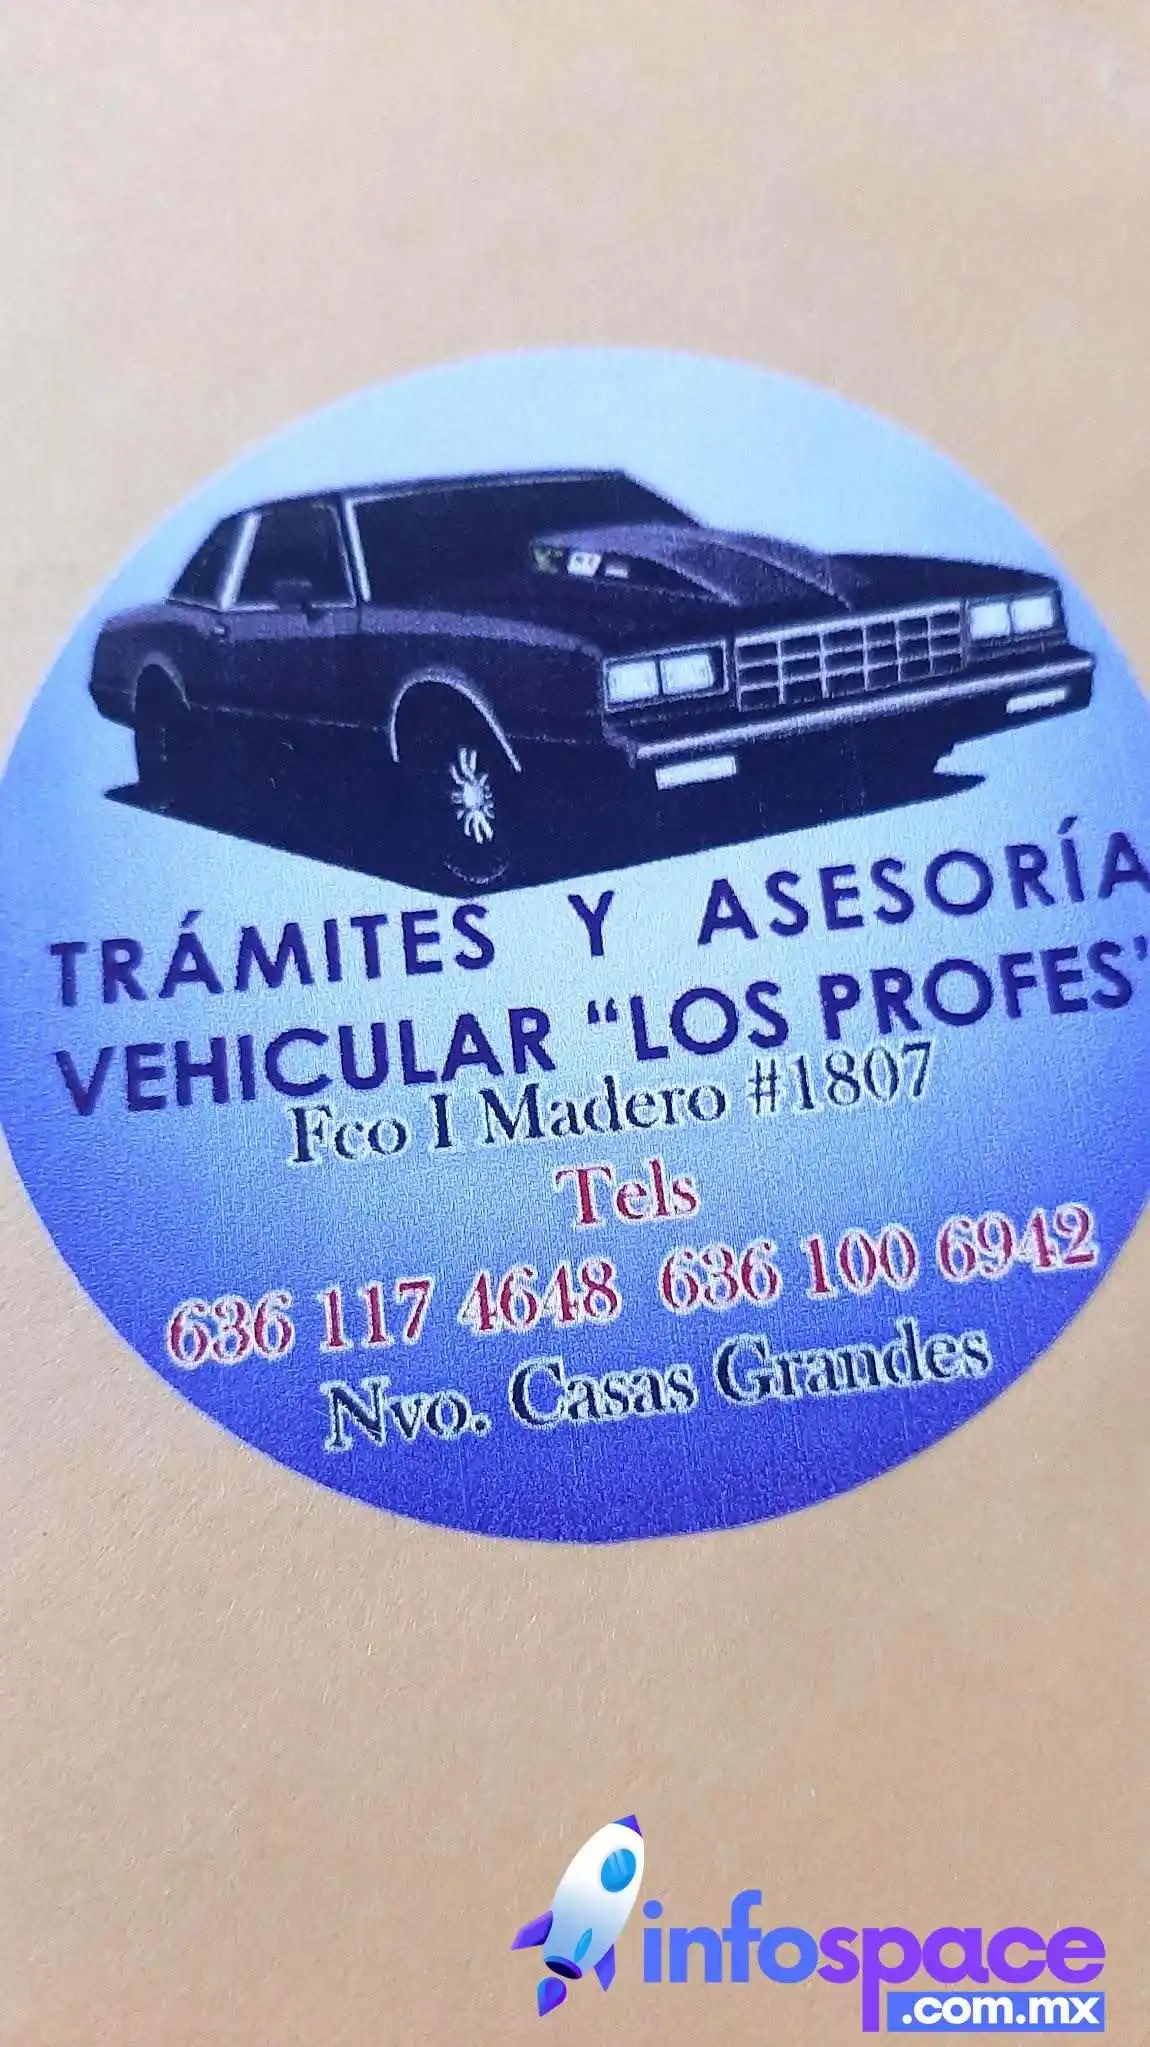 TRÁMITES Y ASESORÍA
VEHICULAR "LOS PROFES"
Fco I Madero #1807
Tels
636 117 4648 636 100 6942
Nvo. Casas Grandes
infospace
.com.mx